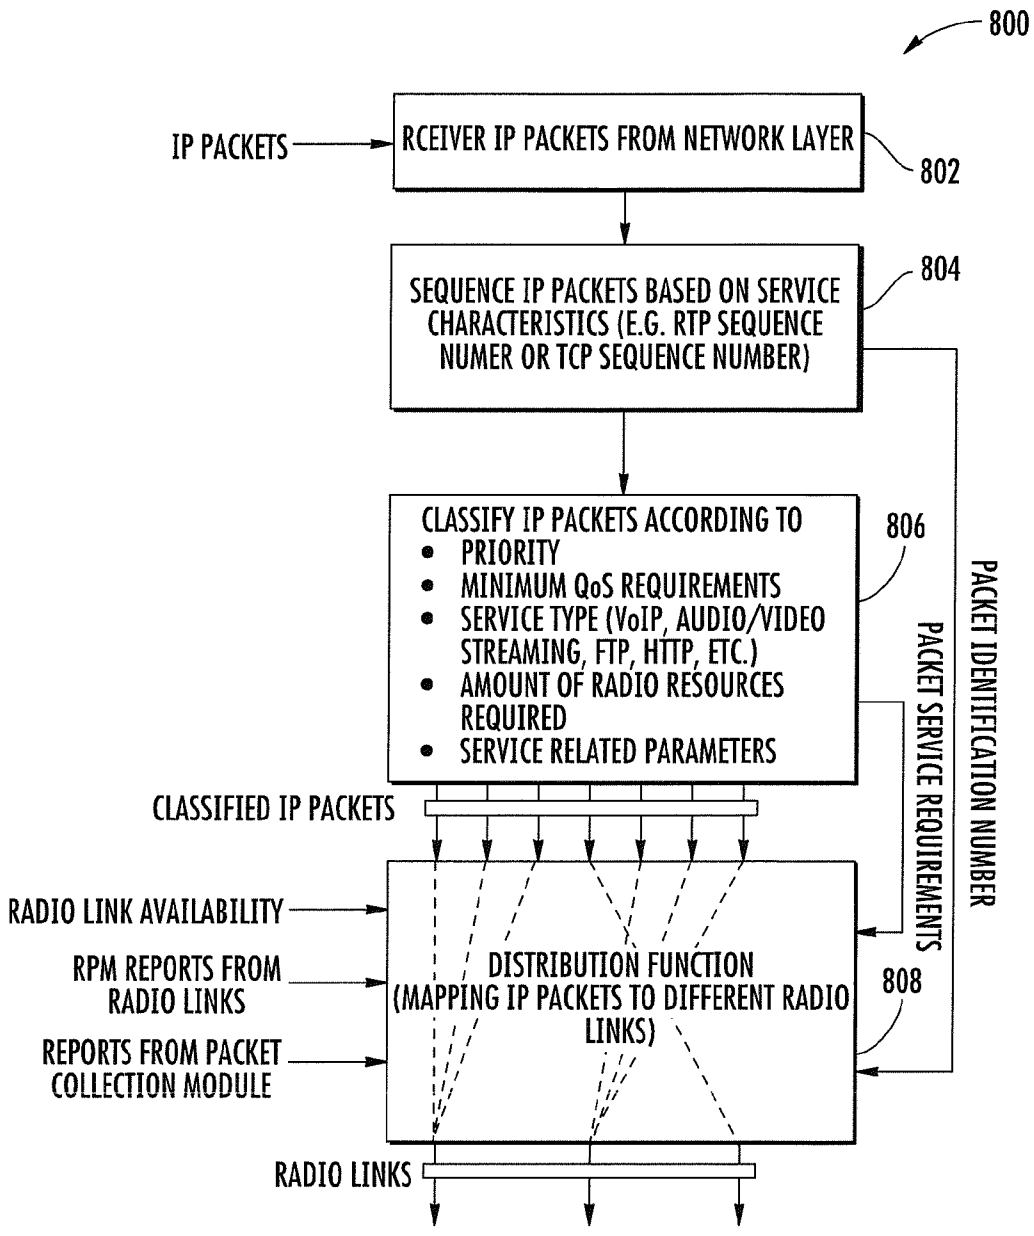 800
IP PACKETS
RCEIVER IP PACKETS FROM NETWORK LAYER
802
SEQUENCE IP PACKETS BASED ON SERVICE
CHARACTERISTICS (E.G. RTP SEQUENCE
NUMER OR TCP SEQUENCE NUMBER)
804
CLASSIFY IP PACKETS ACCORDING TO
• PRIORITY
• MINIMUM QoS REQUIREMENTS
• SERVICE TYPE (VoIP, AUDIO/VIDEO
STREAMING, FTP, HTTP, ETC.)
• AMOUNT OF RADIO RESOURCES
REQUIRED
• SERVICE RELATED PARAMETERS
806
PACKET SERVICE REQUIREMENTS
PACKET IDENTIFICATION NUMBER
CLASSIFIED IP PACKETS
RADIO LINK AVAILABILITY
RPM REPORTS FROM
RADIO LINKS
REPORTS FROM PACKET
COLLECTION MODULE
DISTRIBUTION FUNCTION
(MAPPING IP PACKETS TO DIFFERENT RADIO
LINKS)
808
RADIO LINKS